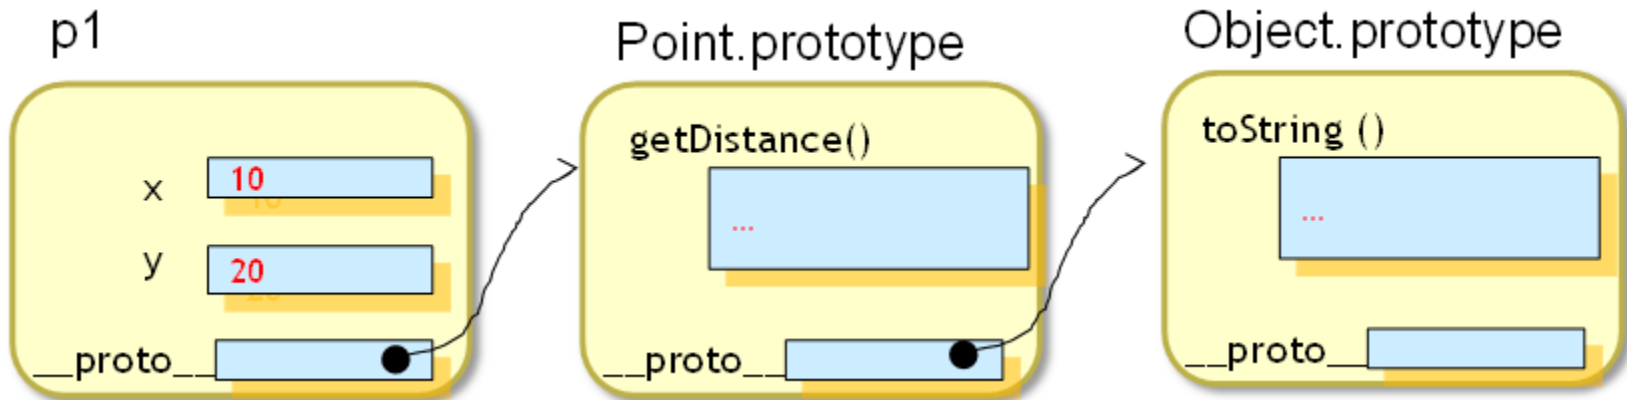 p1
x 10
y 20
__proto__
Point.prototype
getDistance()
...
__proto__
Object.prototype
toString ()
...
__proto__